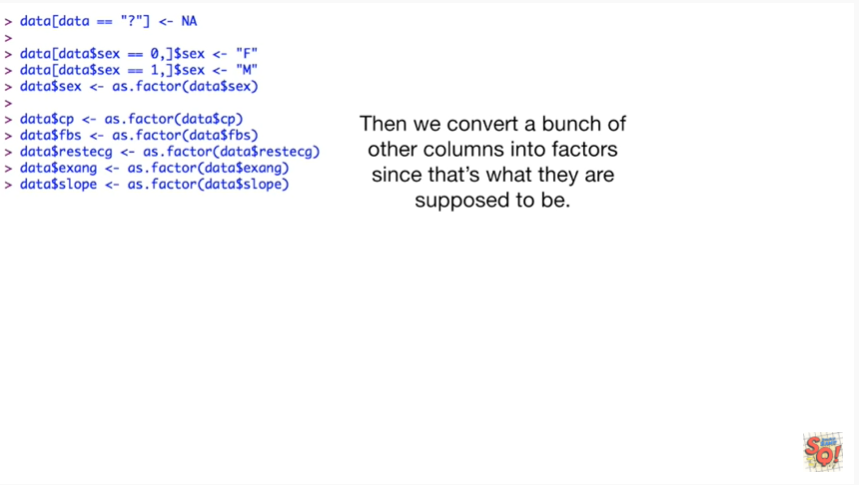 > data[data == "?"] <- NA
>
> data[data$sex == 0,]$sex <- "F"
> data[data$sex == 1,]$sex <- "M"
> data$sex <- as.factor(data$sex)
>
> data$cp <- as.factor(data$cp)
> data$fbs <- as.factor(data$fbs)
> data$restecg <- as.factor(data$restecg)
> data$exang <- as.factor(data$exang)
> data$slope <- as.factor(data$slope)
Then we convert a bunch of
other columns into factors
since that's what they are
supposed to be.
SQ!